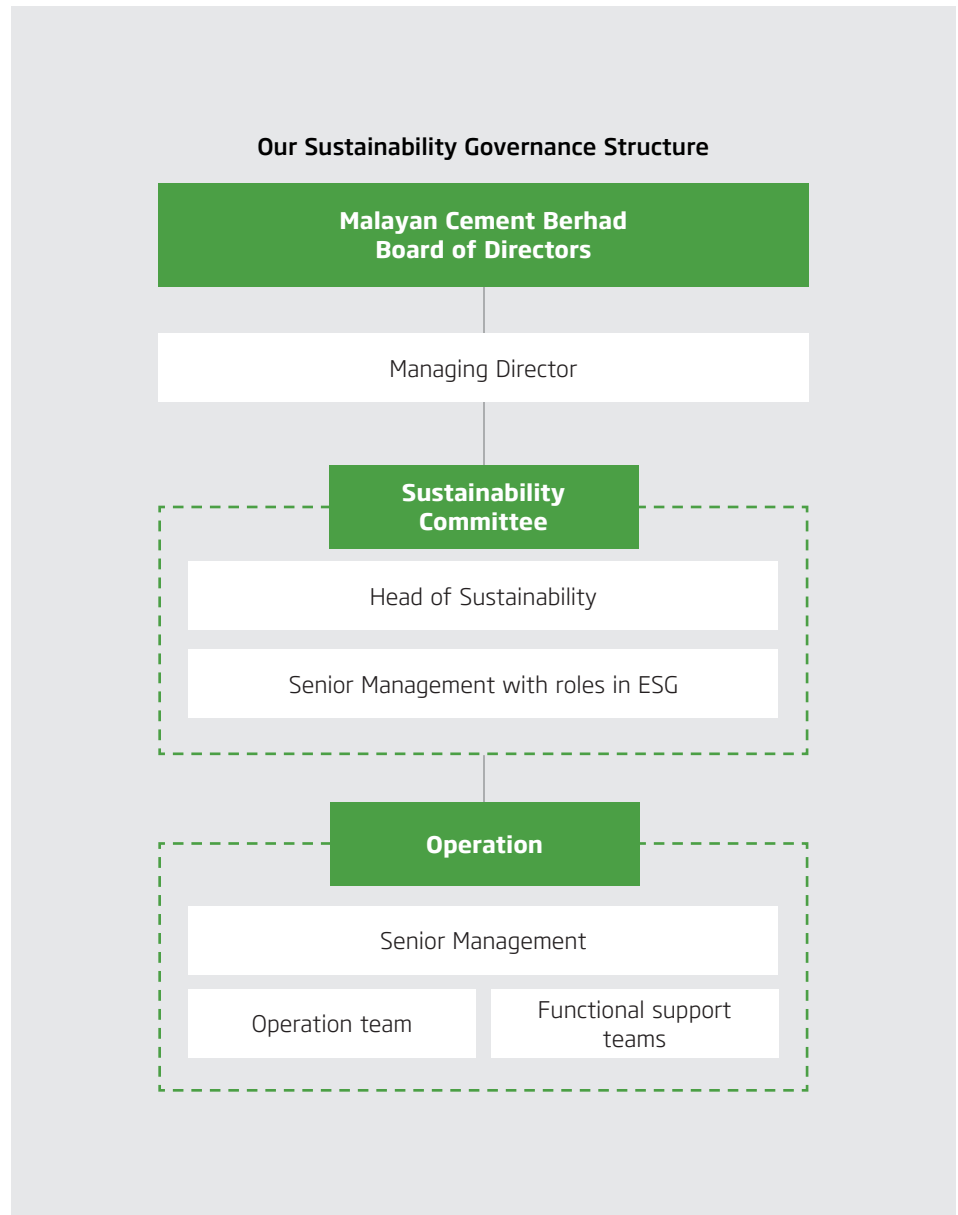 Our Sustainability Governance Structure
Malayan Cement Berhad
Board of Directors
Managing Director
Sustainability
Committee
Head of Sustainability
Senior Management with roles in ESG
Operation
Senior Management
Operation team
Functional support
teams